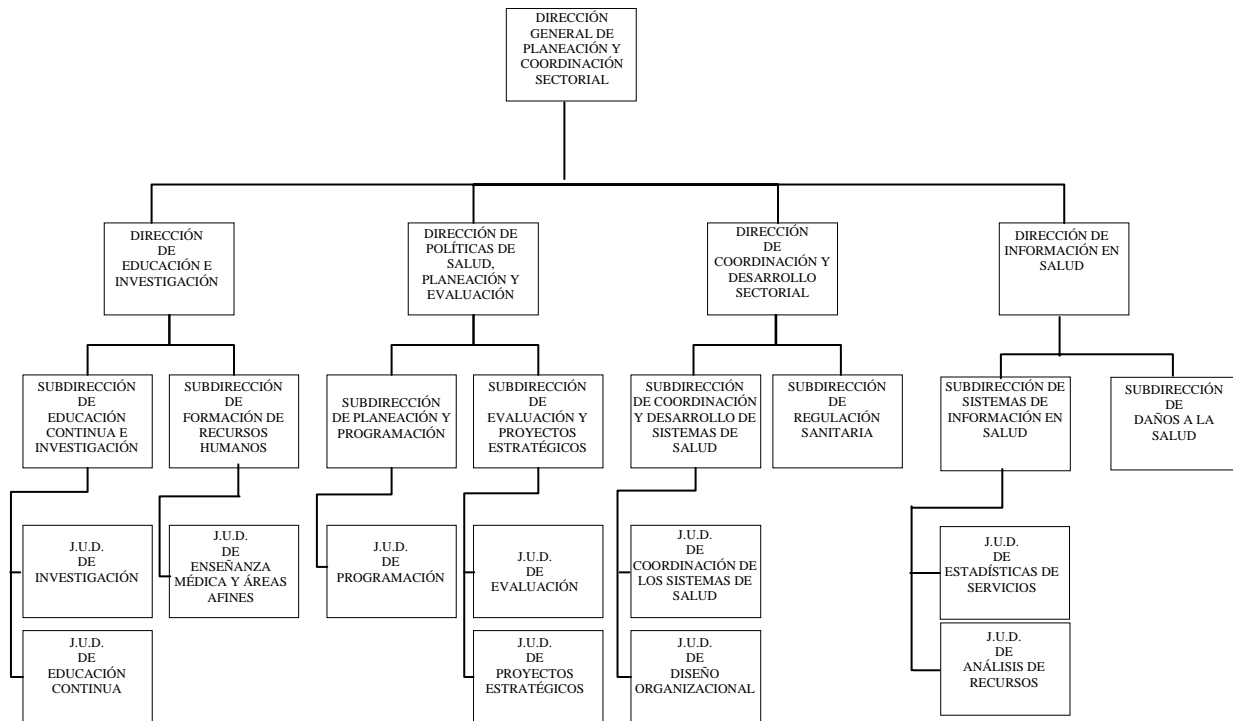 DIRECCIÓN
GENERAL DE
PLANEACIÓN Y
COORDINACIÓN
SECTORIAL
DIRECCIÓN
DE
EDUCACIÓN E
INVESTIGACIÓN
DIRECCIÓN DE
POLÍTICAS DE
SALUD,
PLANEACIÓN Y
EVALUACIÓN
DIRECCIÓN
DE
COORDINACIÓN Y
DESARROLLO
SECTORIAL
DIRECCIÓN DE
INFORMACIÓN EN
SALUD
SUBDIRECCIÓN
DE
EDUCACIÓN
CONTINUA E
INVESTIGACIÓN
SUBDIRECCIÓN
DE
FORMACIÓN DE
RECURSOS
HUMANOS
SUBDIRECCIÓN
DE PLANEACIÓN Y
PROGRAMACIÓN
SUBDIRECCIÓN
DE
EVALUACIÓN Y
PROYECTOS
ESTRATÉGICOS
SUBDIRECCIÓN
DE COORDINACIÓN
Y DESARROLLO DE
SISTEMAS DE
SALUD
SUBDIRECCIÓN
DE
REGULACIÓN
SANITARIA
SUBDIRECCIÓN DE
SISTEMAS DE
INFORMACIÓN EN
SALUD
SUBDIRECCIÓN
DE
DAÑOS A LA
SALUD
J.U.D.
DE
INVESTIGACIÓN
J.U.D.
DE
ENSEÑANZA
MÉDICA Y ÁREAS
AFINES
J.U.D.
DE
PROGRAMACIÓN
J.U.D.
DE
EVALUACIÓN
J.U.D.
DE
COORDINACIÓN DE
LOS SISTEMAS DE
SALUD
J.U.D.
DE
ESTADÍSTICAS DE
SERVICIOS
J.U.D.
DE
EDUCACIÓN
CONTINUA
J.U.D.
DE
PROYECTOS
ESTRATÉGICOS
J.U.D.
DE
DISEÑO
ORGANIZACIONAL
J.U.D.
DE
ANÁLISIS DE
RECURSOS